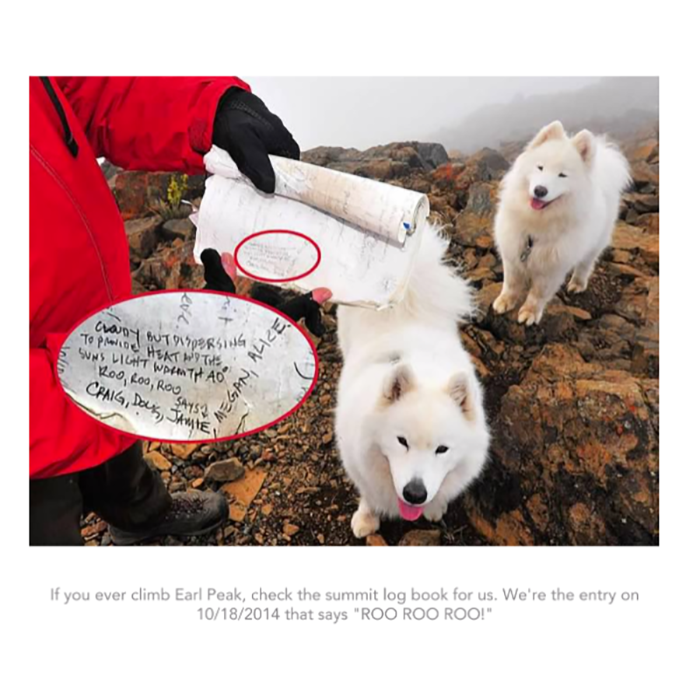 CLOUDY BUT DISPERSING
TO PROVIDE HEAT AND THE
SUNS LIGHT WARMTH 40°
ROO, ROO, ROO
SAYS
CRAIG, DOUG, JAMIE, MEGAN, ALICIE
If you ever climb Earl Peak, check the summit log book for us. We're the entry on
10/18/2014 that says "ROO ROO ROO!"